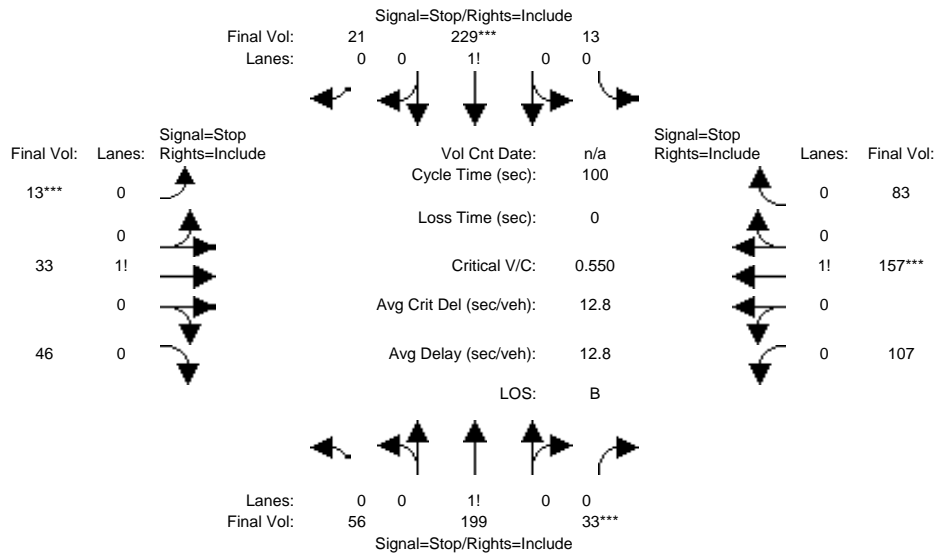 Signal=Stop/Rights=Include
Final Vol: 21 229*** 13
Lanes: 0 0 1! 0 0
Signal=Stop
Final Vol: Lanes: Rights=Include
Vol Cnt Date: n/a
Signal=Stop
Rights=Include Lanes: Final Vol:
Cycle Time (sec): 100
13*** 0
0 83
Loss Time (sec): 0
0
0
33 1!
Critical V/C: 0.550
1! 157***
0
Avg Crit Del (sec/veh): 12.8
0
46 0
Avg Delay (sec/veh): 12.8
0 107
LOS: B
Lanes: 0 0 1! 0 0
Final Vol: 56 199 33***
Signal=Stop/Rights=Include